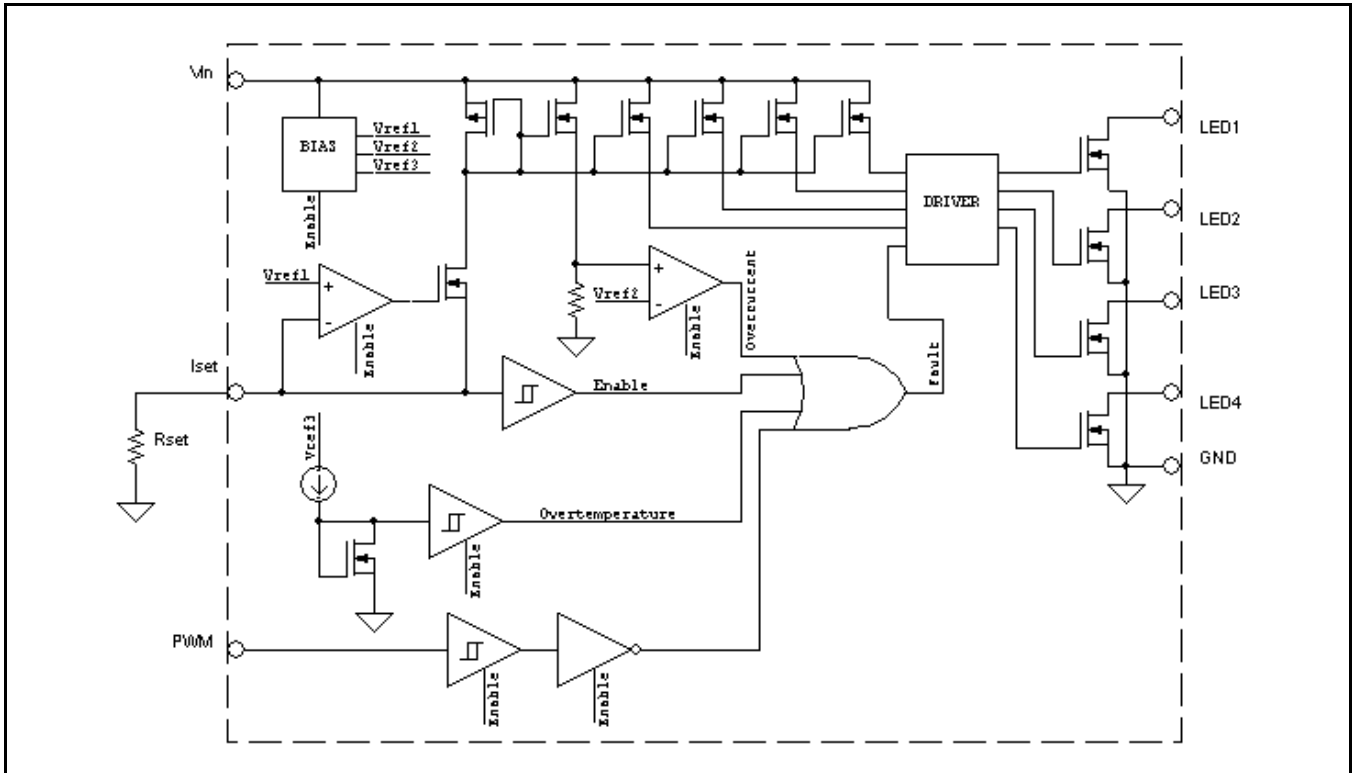 Vin
LED1
Vref1
BIAS
Vref2
Vref3
DRIVER
LED2
Enable
Vref1
+
-
+
Vref2
-
Overcurrent
LED3
Enable
Enable
Iset
Enable
fault
LED4
Rset
Vref3
GND
Overtemperature
Enable
PWM
Enable
Enable